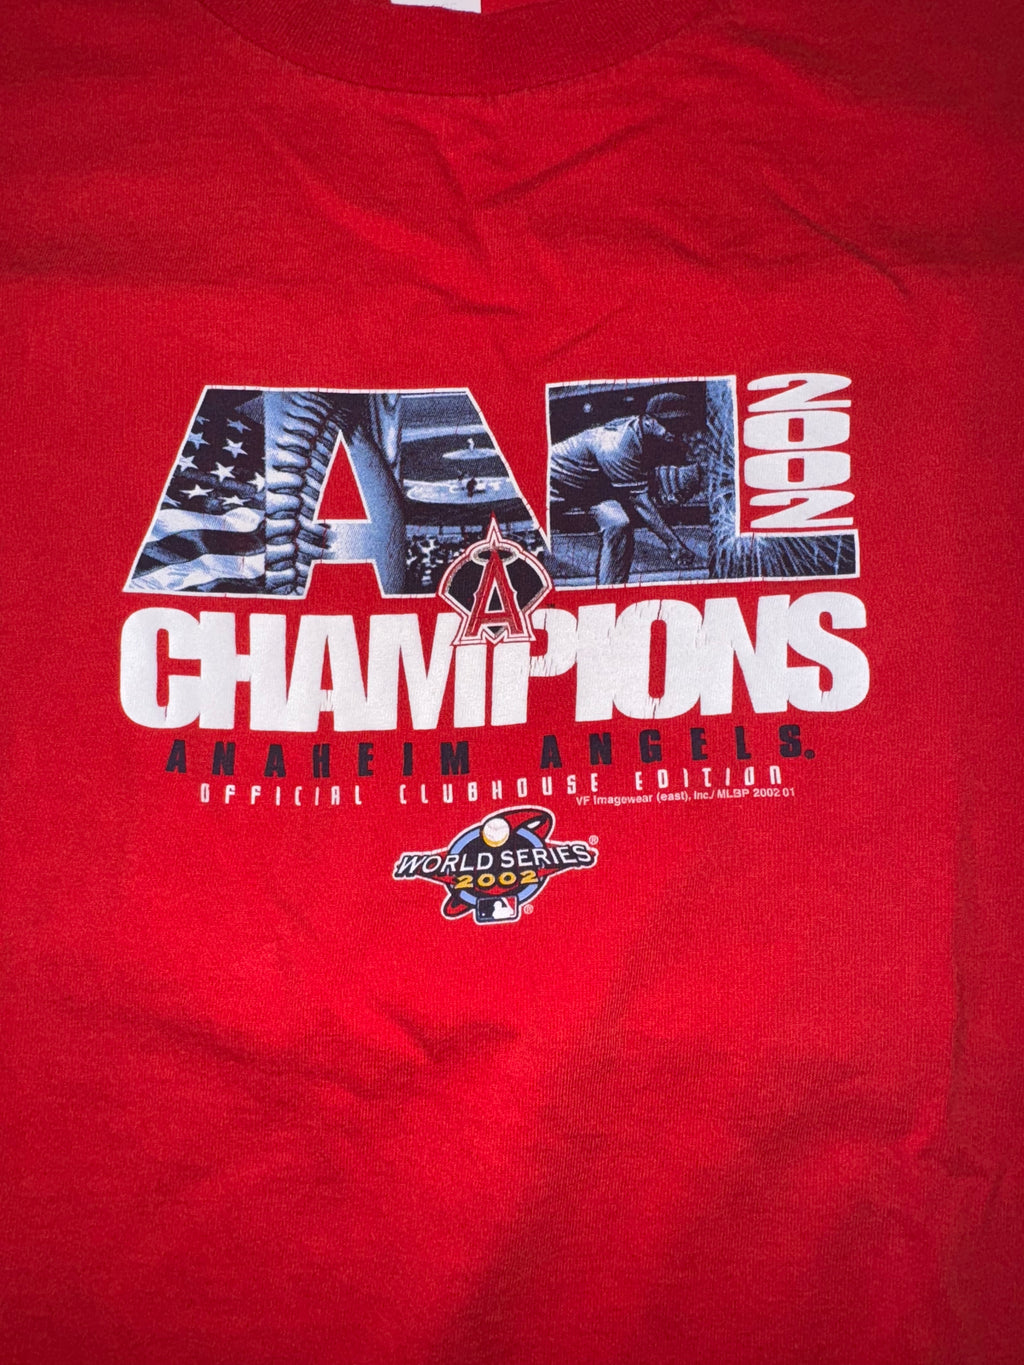 AL 2002
A
CHAMPIONS
ANAHEIM ANGELS®
OFFICIAL CLUBHOUSE EDITION
VF Imagewear (east), Inc./ MLBP 2002 01
WORLD SERIES®
2002
®